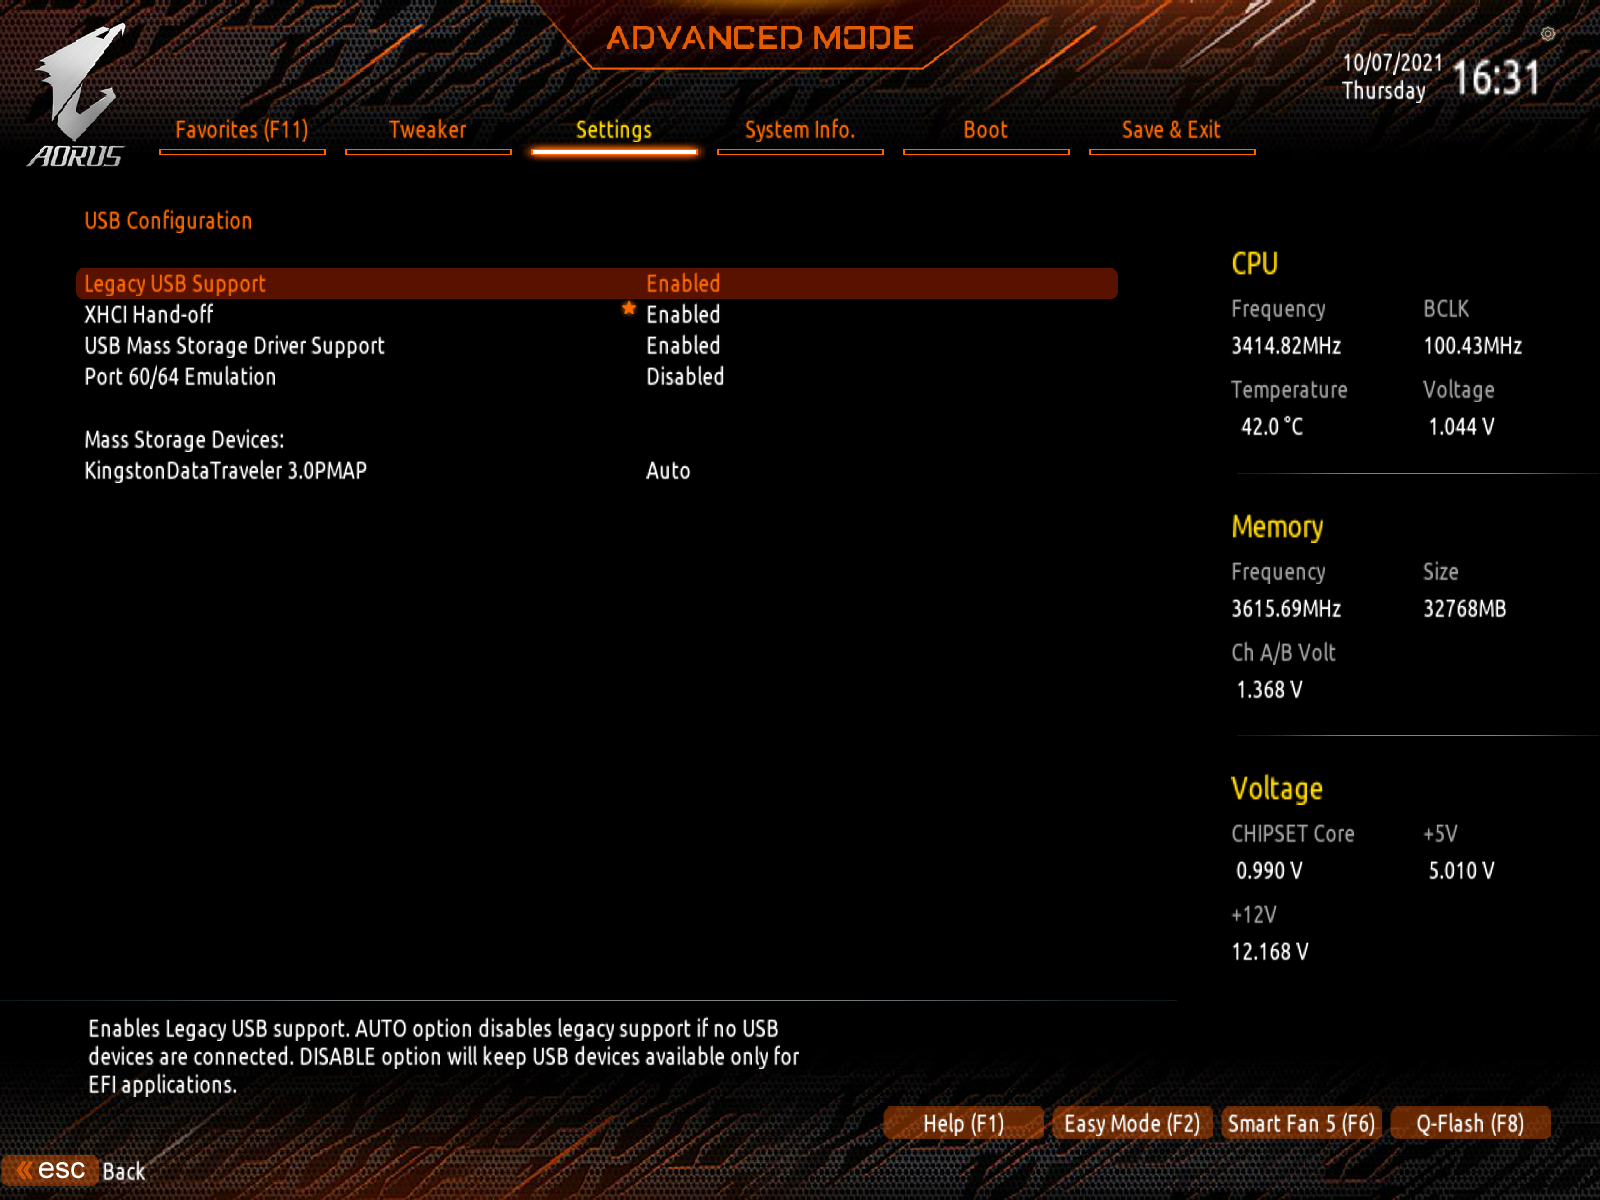 ADVANCED MODE
10/07/2021
Thursday
16:31
AORUS
Favorites (F11)
Tweaker
Settings
System Info.
Boot
Save & Exit
USB Configuration
Legacy USB Support Enabled
XHCI Hand-off Enabled
USB Mass Storage Driver Support Enabled
Port 60/64 Emulation Disabled
Mass Storage Devices:
KingstonDataTraveler 3.0PMAP Auto
CPU
Frequency BCLK
3414.82MHz 100.43MHz
Temperature Voltage
42.0 °C 1.044 V
Memory
Frequency Size
3615.69MHz 32768MB
Ch A/B Volt
1.368 V
Voltage
CHIPSET Core +5V
0.990 V 5.010 V
+12V
12.168 V
Enables Legacy USB support. AUTO option disables legacy support if no USB
devices are connected. DISABLE option will keep USB devices available only for
EFI applications.
Help (F1)
Easy Mode (F2)
Smart Fan 5 (F6)
Q-Flash (F8)
esc Back